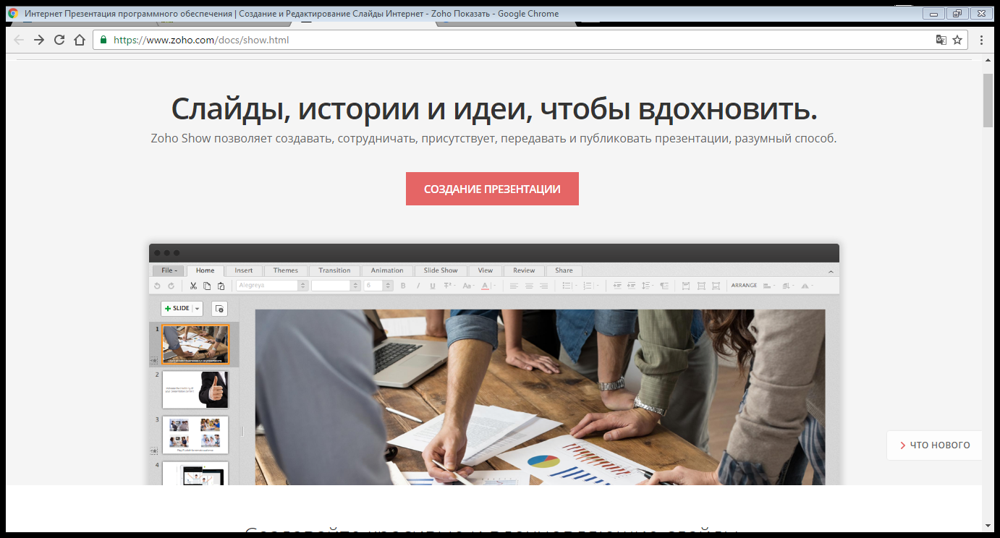 Интернет Презентация программного обеспечения | Создание и Редактирование Слайды Интернет - Zoho Показать - Google Chrome
https://www.zoho.com/docs/show.html
Слайды, истории и идеи, чтобы вдохновить.
Zoho Show позволяет создавать, сотрудничать, присутствует, передавать и публиковать презентации, разумный способ.
СОЗДАНИЕ ПРЕЗЕНТАЦИИ
File Home Insert Themes Transition Animation Slide Show View Review Share
Alegreya 6 B I U T² Aa A ARRANGE
+ SLIDE
1
2
3
4
ЧТО НОВОГО